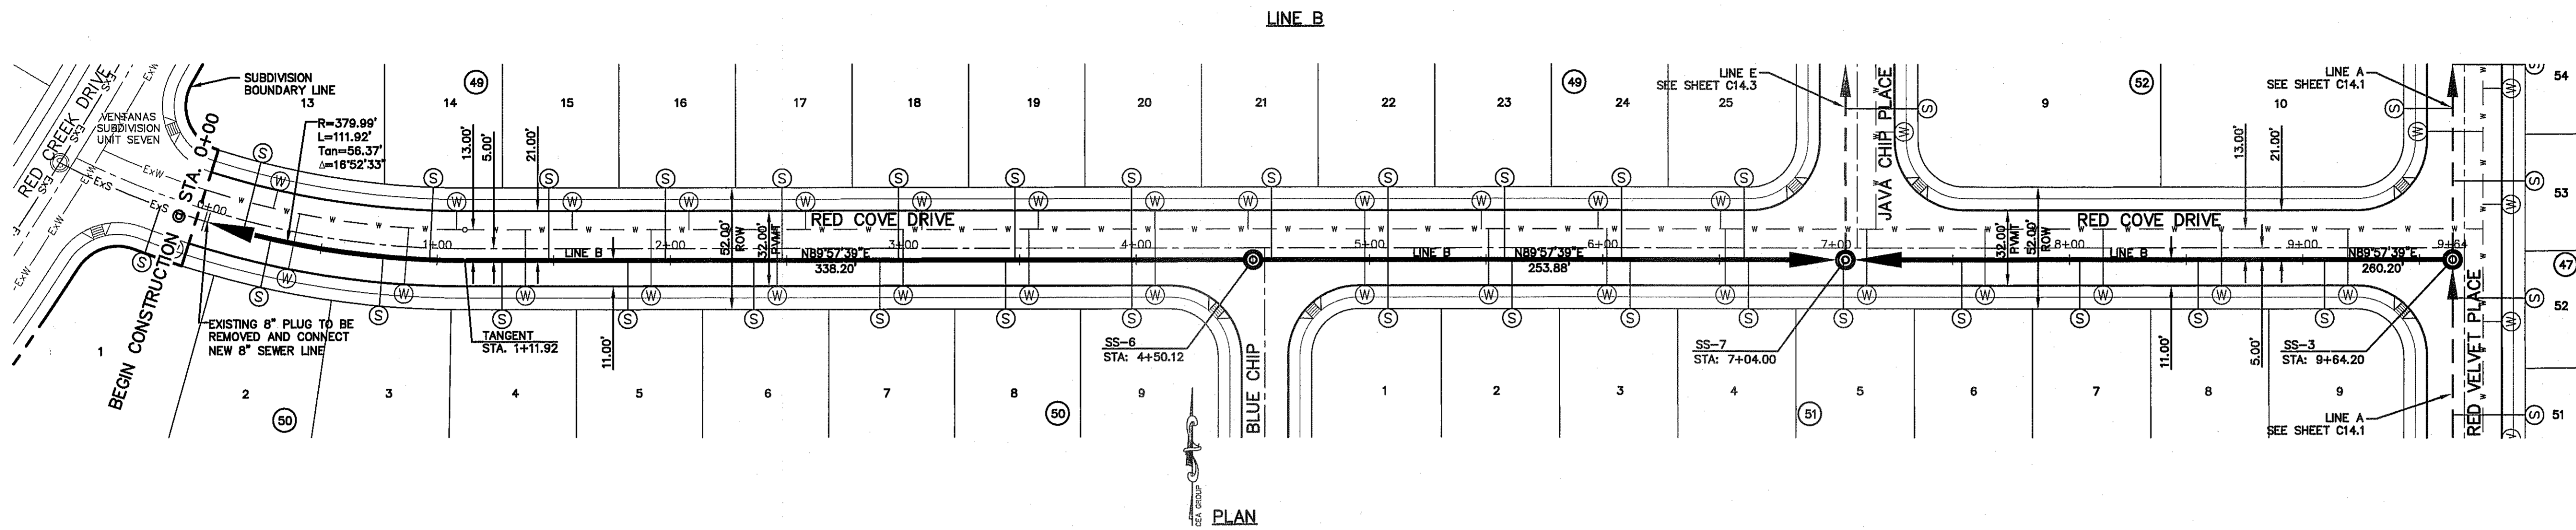 LINE B
SUBDIVISION
BOUNDARY LINE
13
R=379.99'
L=111.92'
Tan=56.37'
Δ=16°52'33"
VENTANAS
SUBDIVISION
UNIT SEVEN
RED CREEK DRIVE
ExW
ExS
BEGIN CONSTRUCTION @ STA. 0+00
0+00
49
14
15
16
17
18
19
20
21
22
49
23
24
25
LINE E
SEE SHEET C14.3
JAVA CHIP PLACE
9
52
10
LINE A
SEE SHEET C14.1
54
53
47
52
51
13.00'
5.00'
21.00'
13.00'
21.00'
RED COVE DRIVE
RED COVE DRIVE
52.00'
ROW
32.00'
PVMT
32.00'
PVMT
52.00'
ROW
1+00
2+00
3+00
4+00
5+00
6+00
7+00
8+00
9+00
9+64
LINE B
N89°57'39"E
338.20'
LINE B
N89°57'39"E
253.88'
LINE B
N89°57'39"E
260.20'
EXISTING 8" PLUG TO BE
REMOVED AND CONNECT
NEW 8" SEWER LINE
TANGENT
STA. 1+11.92
11.00'
SS-6
STA: 4+50.12
SS-7
STA: 7+04.00
11.00'
5.00'
SS-3
STA: 9+64.20
1
2
50
3
4
5
6
7
8
50
9
BLUE CHIP
1
2
3
4
51
5
6
7
8
9
LINE A
SEE SHEET C14.1
RED VELVET PLACE
CEA GROUP
PLAN